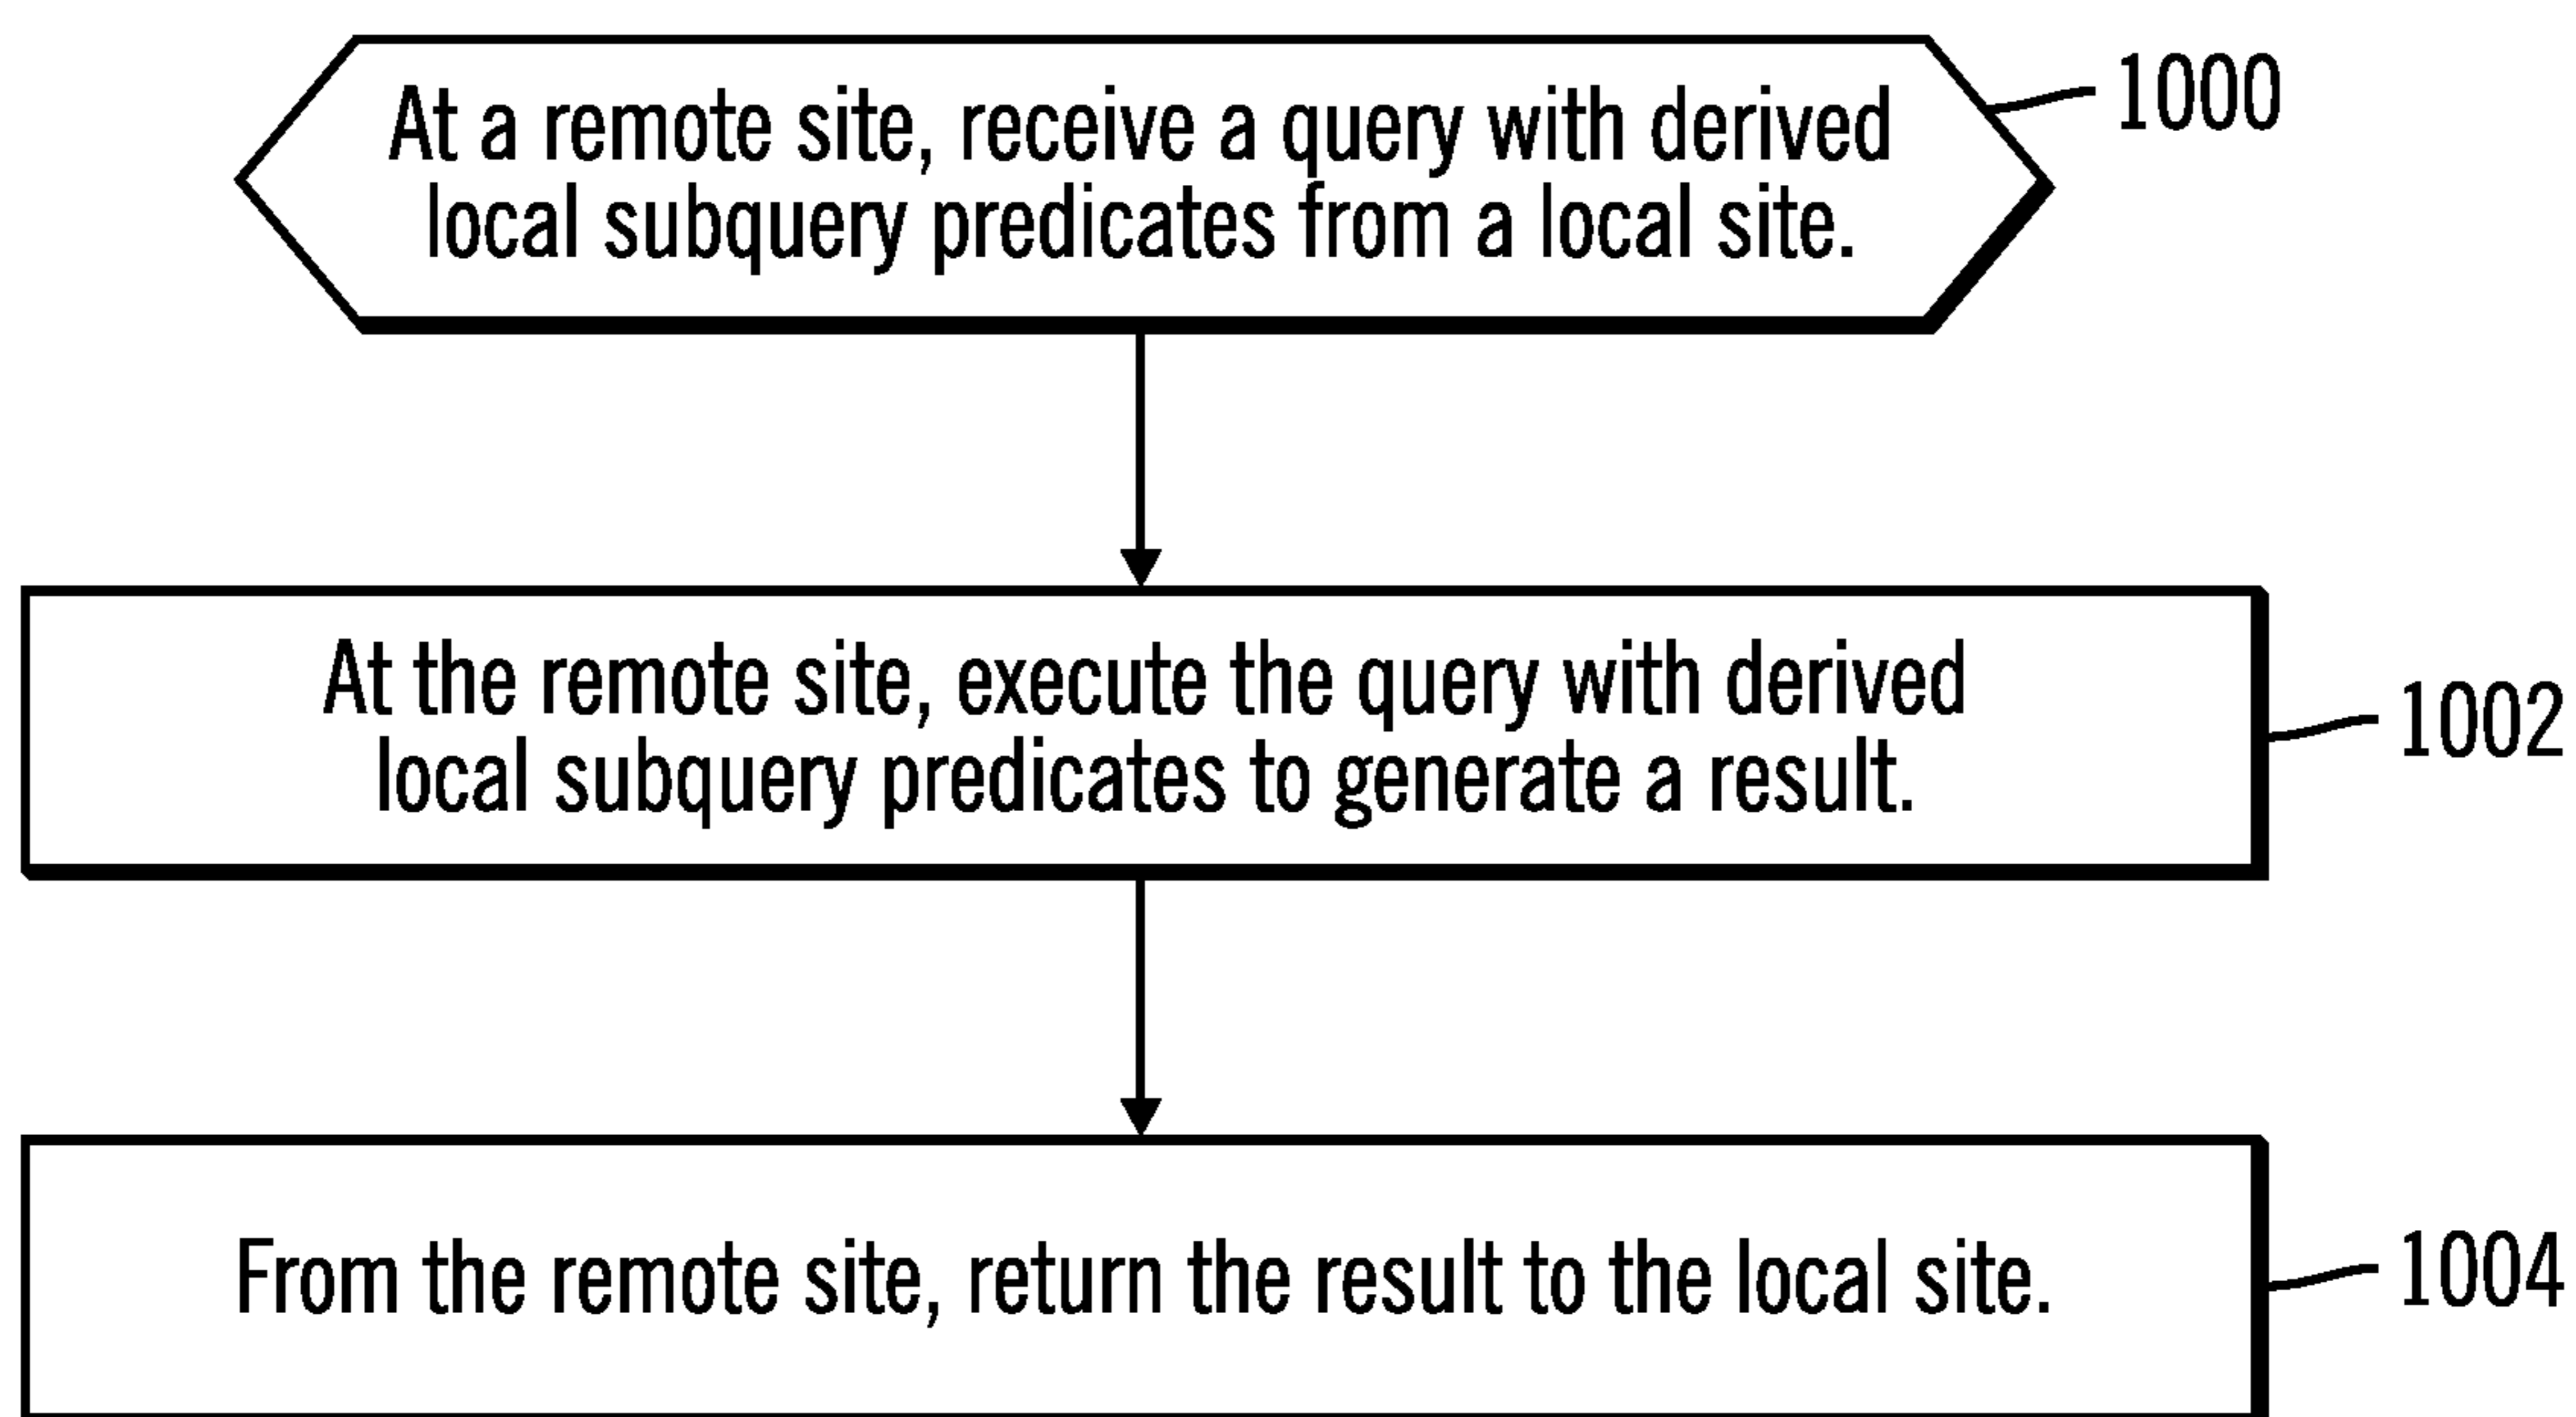 At a remote site, receive a query with derived
local subquery predicates from a local site.
1000
At the remote site, execute the query with derived
local subquery predicates to generate a result.
1002
From the remote site, return the result to the local site.
1004